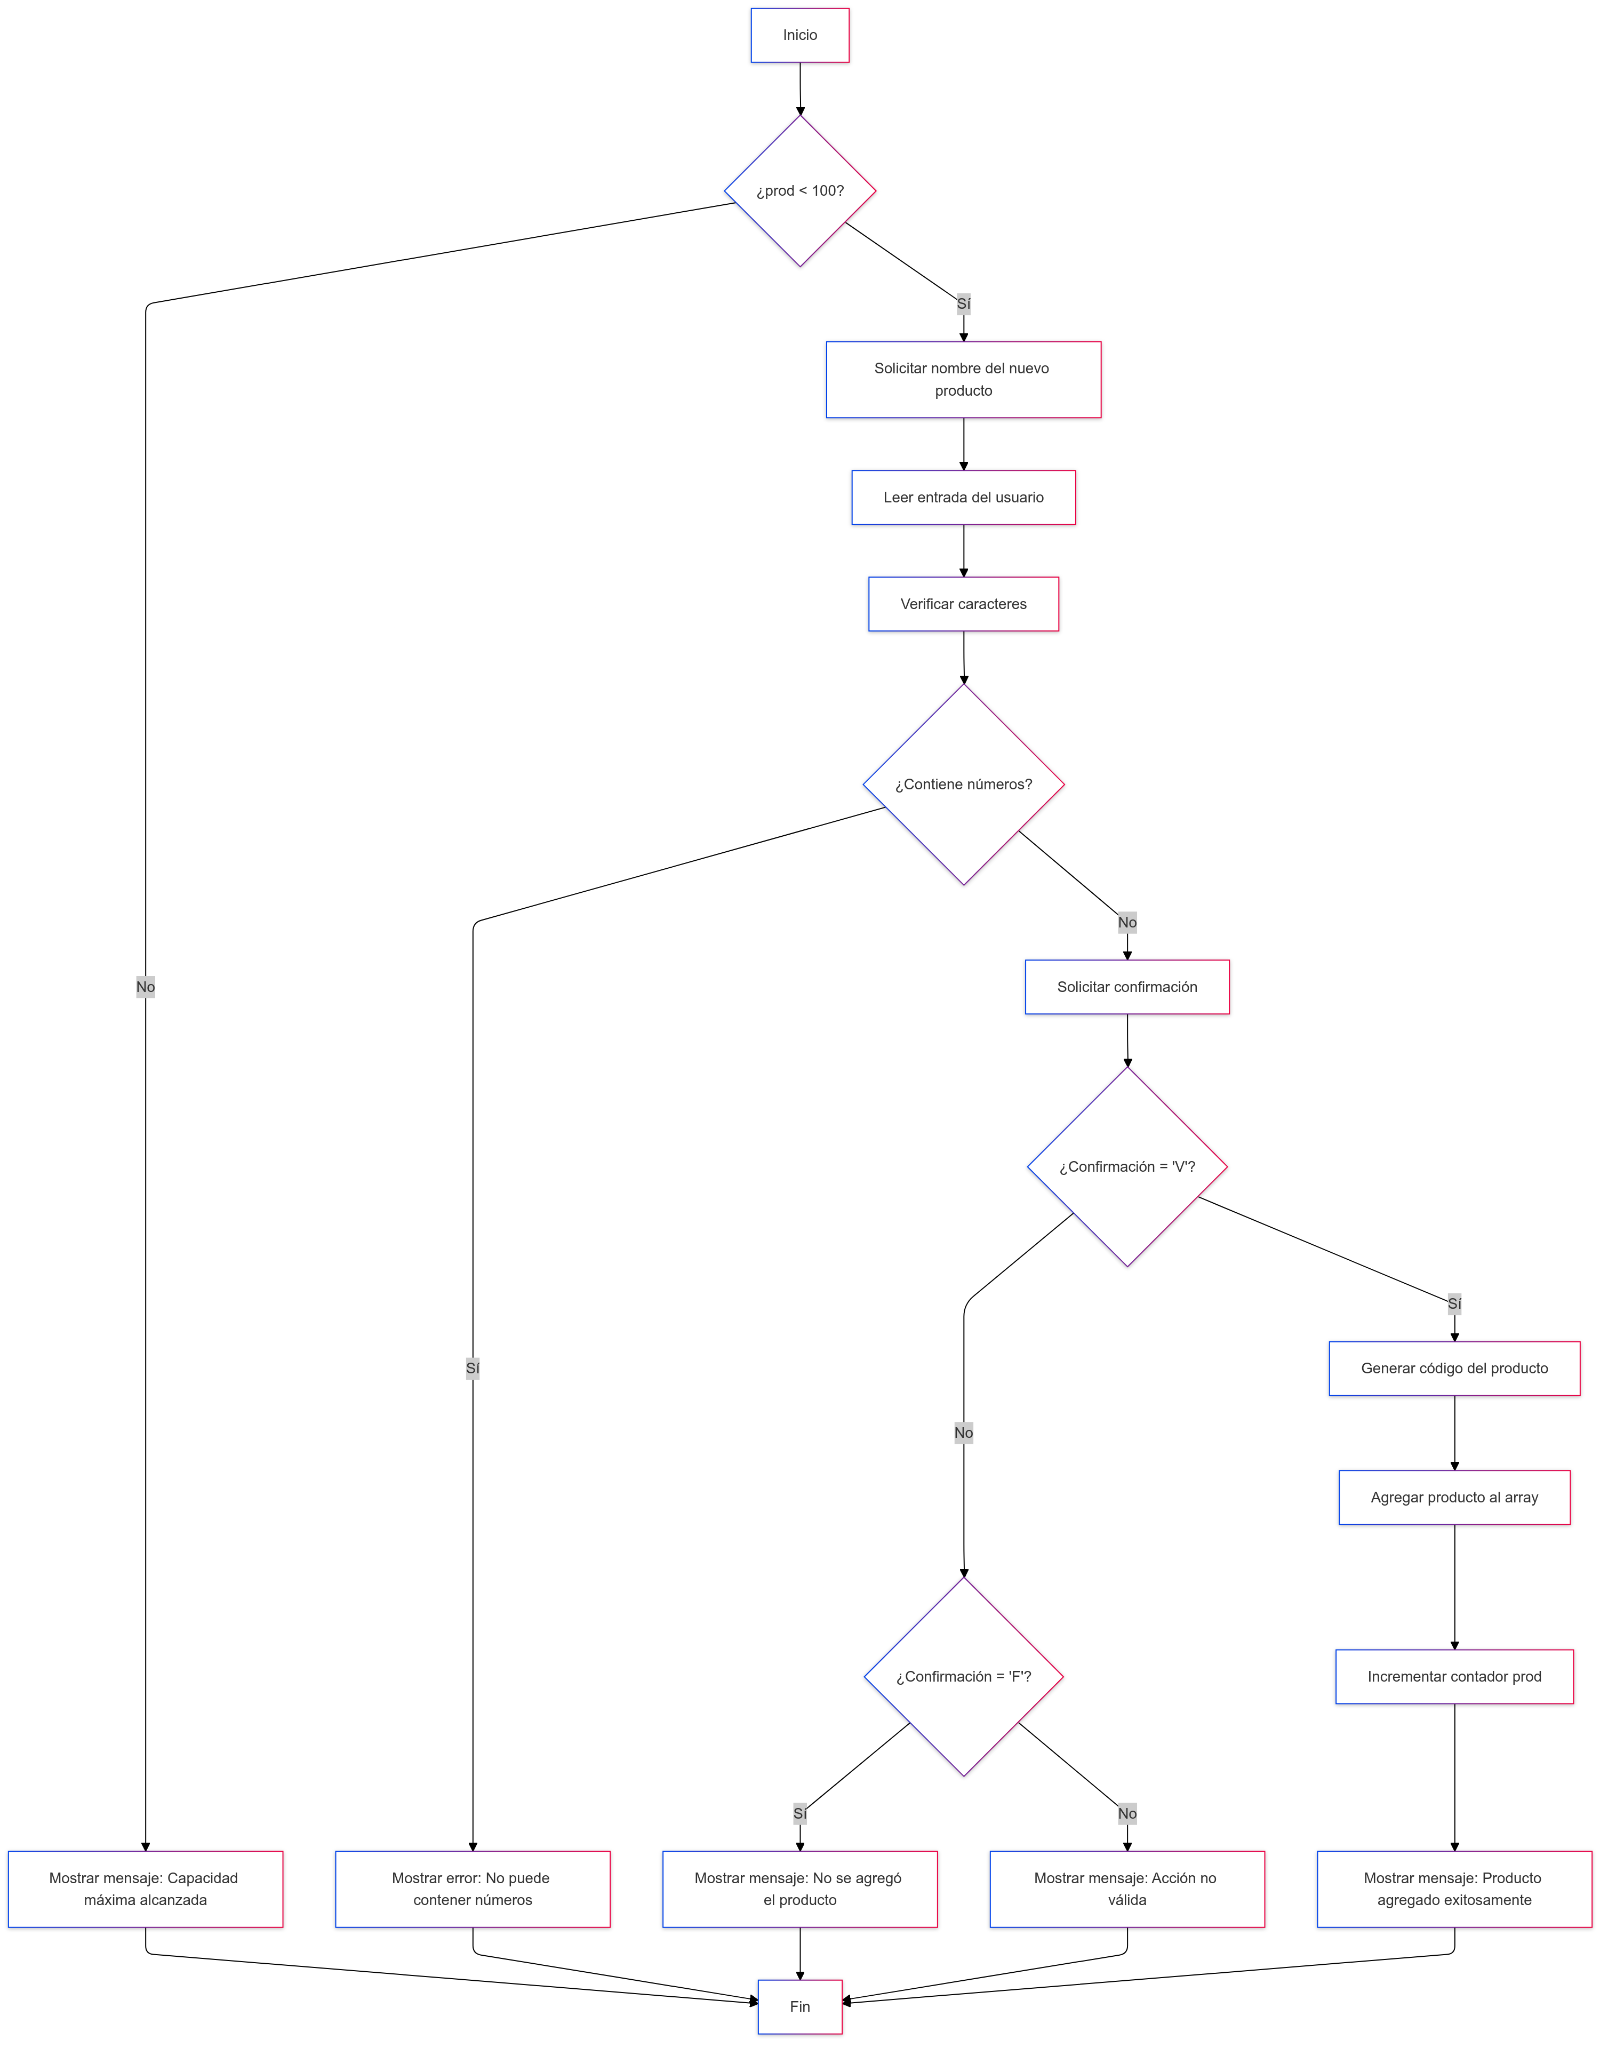 Inicio
¿prod < 100?
Sí
Solicitar nombre del nuevo
producto
Leer entrada del usuario
Verificar caracteres
¿Contiene números?
No
No
Solicitar confirmación
¿Confirmación = 'V'?
Sí
Sí
Generar código del producto
No
Agregar producto al array
¿Confirmación = 'F'?
Incrementar contador prod
Sí
No
Mostrar mensaje: Capacidad
máxima alcanzada
Mostrar error: No puede
contener números
Mostrar mensaje: No se agregó
el producto
Mostrar mensaje: Acción no
válida
Mostrar mensaje: Producto
agregado exitosamente
Fin